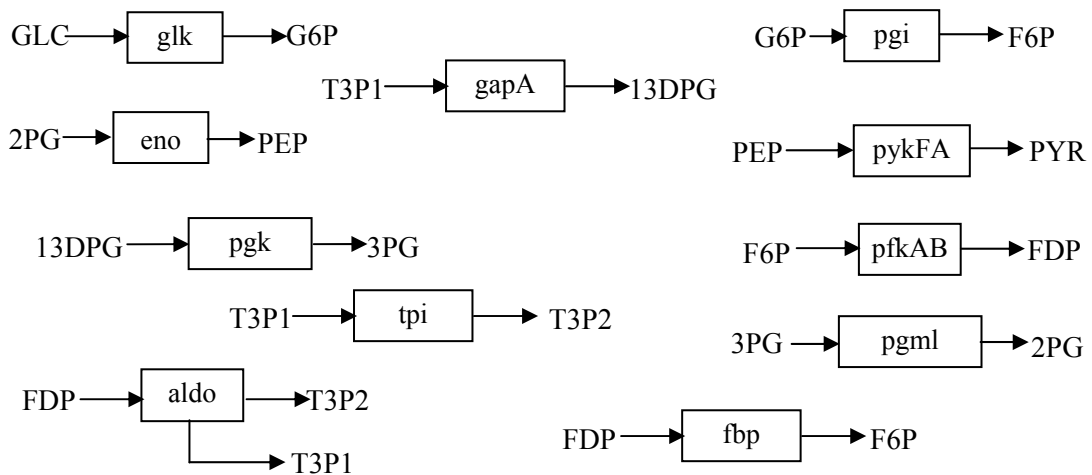 GLC glk G6P
G6P pgi F6P
T3P1 gapA 13DPG
2PG eno PEP
PEP pykFA PYR
13DPG pgk 3PG
F6P pfkAB FDP
T3P1 tpi T3P2
3PG pgml 2PG
FDP aldo T3P2
T3P1
FDP fbp F6P